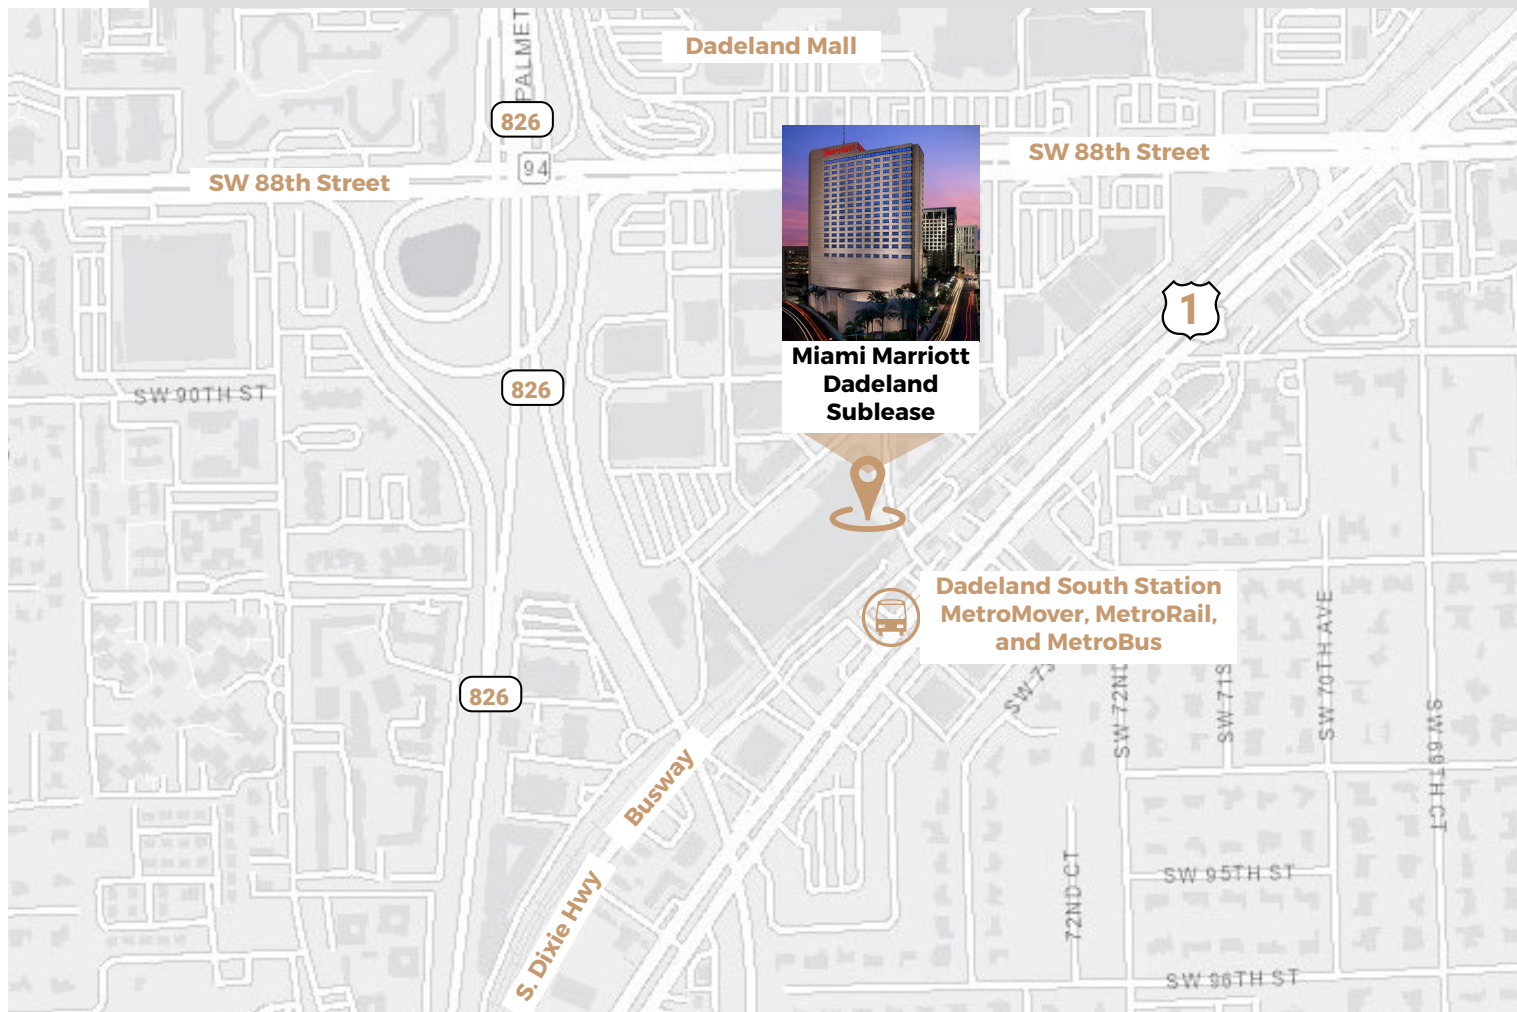 Dadeland Mall
PALMET
826
94
SW 88th Street
SW 88th Street
Marriott
1
Miami Marriott
Dadeland
Sublease
826
SW 90TH ST
Dadeland South Station
MetroMover, MetroRail,
and MetroBus
826
SW 72ND
SW 71S
SW 70TH AVE
SW 69TH CT
Busway
S. Dixie Hwy
72ND CT
SW 95TH ST
SW 96TH ST